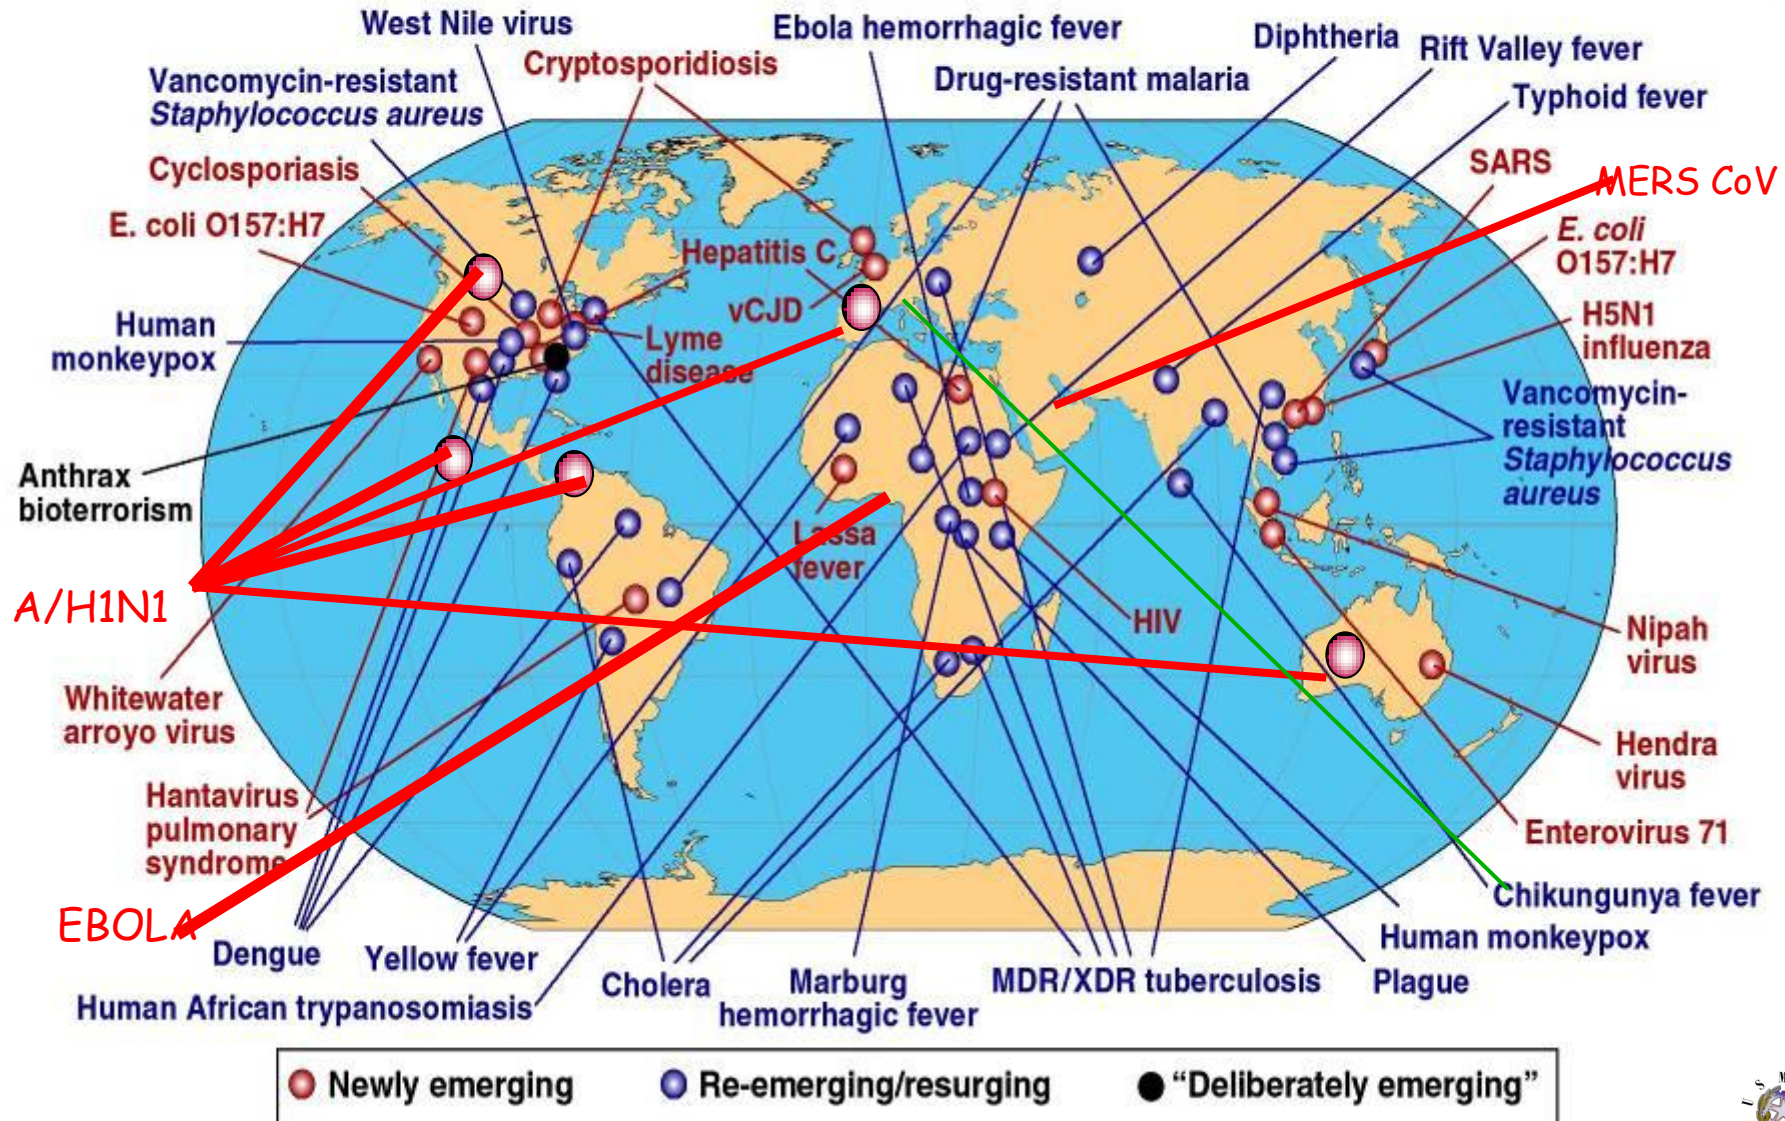 West Nile virus
Ebola hemorrhagic fever
Diphtheria
Rift Valley fever
Cryptosporidiosis
Vancomycin-resistant
Staphylococcus aureus
Drug-resistant malaria
Typhoid fever
Cyclosporiasis
SARS
MERS CoV
E. coli O157:H7
Hepatitis C
E. coli
O157:H7
vCJD
Human
monkeypox
Lyme
disease
H5N1
influenza
Vancomycin-
resistant
Staphylococcus
aureus
Anthrax
bioterrorism
Lassa
fever
A/H1N1
HIV
Nipah
virus
Whitewater
arroyo virus
Hendra
virus
Hantavirus
pulmonary
syndrome
Enterovirus 71
EBOLA
Chikungunya fever
Dengue
Yellow fever
Human monkeypox
Cholera
Marburg
hemorrhagic fever
MDR/XDR tuberculosis
Plague
Human African trypanosomiasis
Newly emerging
Re-emerging/resurging
“Deliberately emerging”